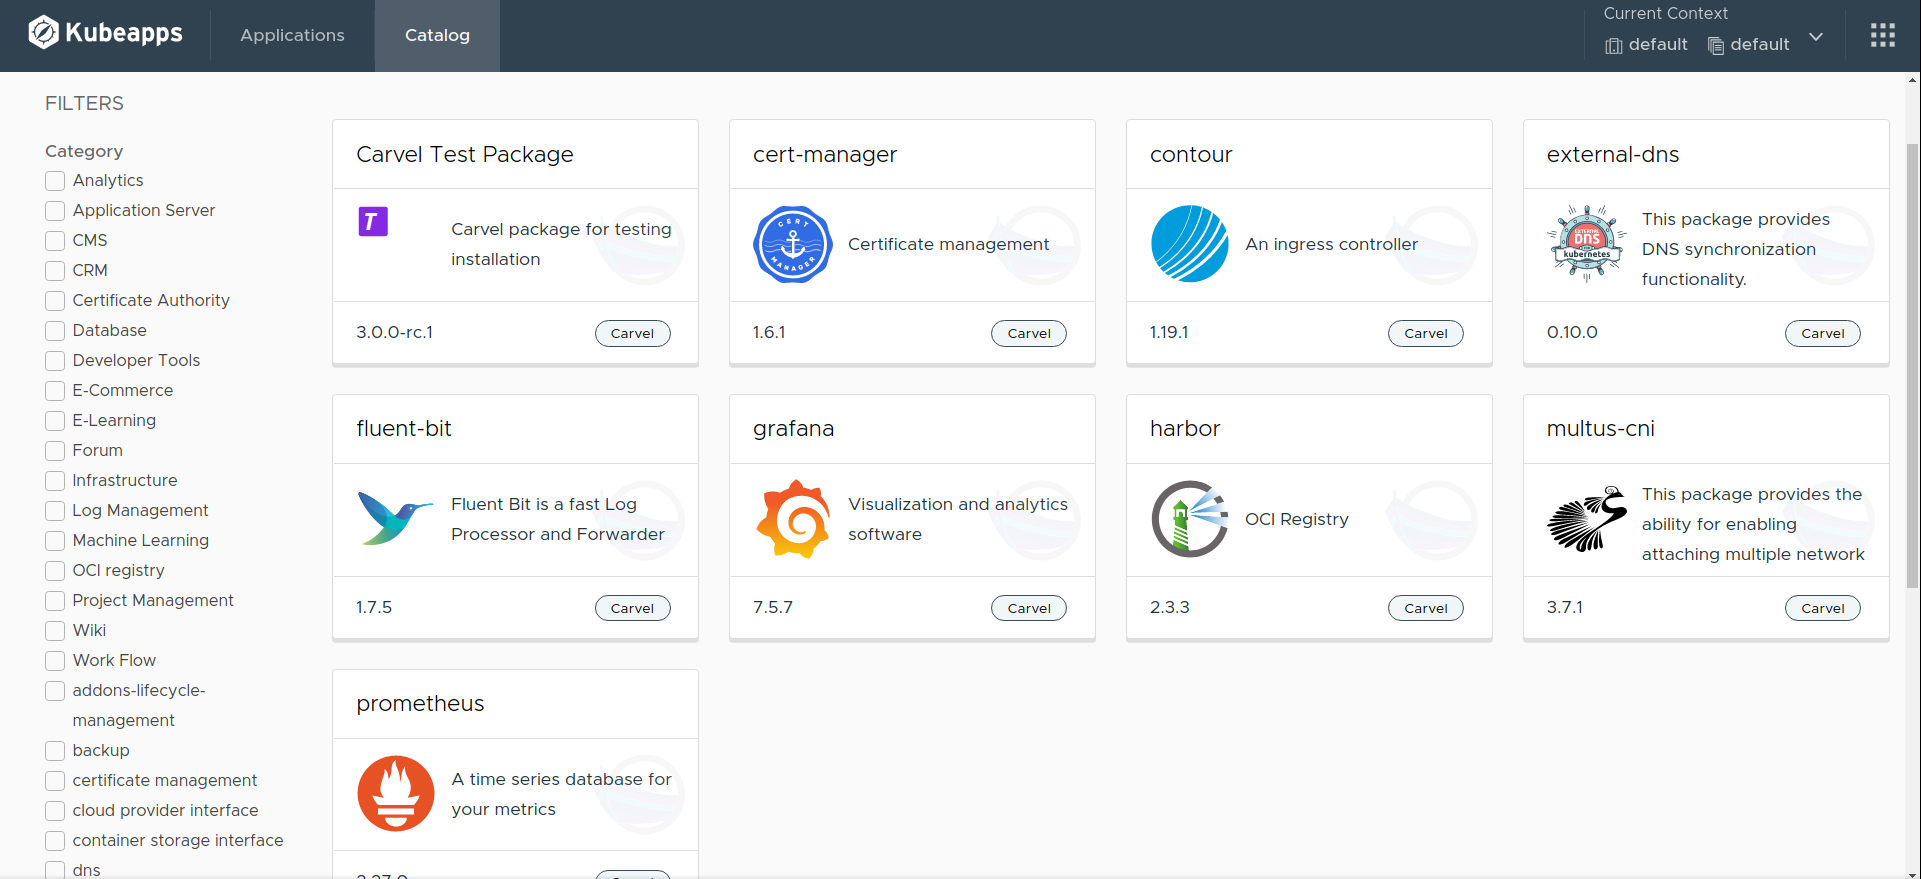 Kubeapps
Applications
Catalog
Current Context
default
default
FILTERS
Category
Analytics
Application Server
CMS
CRM
Certificate Authority
Database
Developer Tools
E-Commerce
E-Learning
Forum
Infrastructure
Log Management
Machine Learning
OCI registry
Project Management
Wiki
Work Flow
addons-lifecycle-
management
backup
certificate management
cloud provider interface
container storage interface
dns
Carvel Test Package
T
Carvel package for testing
installation
3.0.0-rc.1
Carvel
cert-manager
CERT
MANAGER
Certificate management
1.6.1
Carvel
contour
An ingress controller
1.19.1
Carvel
external-dns
EXTERNAL
DNS
kubernetes
This package provides
DNS synchronization
functionality.
0.10.0
Carvel
fluent-bit
Fluent Bit is a fast Log
Processor and Forwarder
1.7.5
Carvel
grafana
Visualization and analytics
software
7.5.7
Carvel
harbor
OCI Registry
2.3.3
Carvel
multus-cni
This package provides the
ability for enabling
attaching multiple network
3.7.1
Carvel
prometheus
A time series database for
your metrics